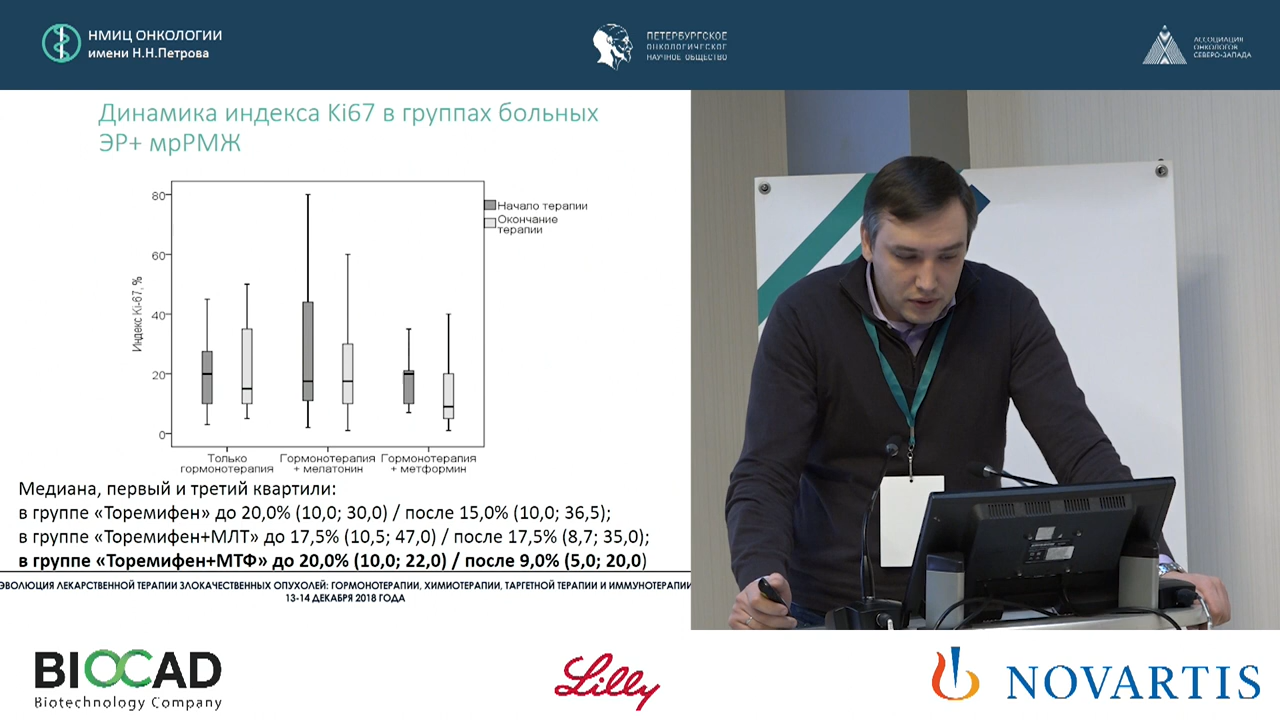 НМИЦ ОНКОЛОГИИ
имени Н.Н.Петрова
ПЕТЕРБУРГСКОЕ
ОНКОЛОГИЧЕСКОЕ
НАУЧНОЕ ОБЩЕСТВО
АССОЦИАЦИЯ
ОНКОЛОГОВ
СЕВЕРО-ЗАПАДА
Динамика индекса Ki67 в группах больных
ЭР+ мрРМЖ
Начало терапии
Окончание
терапии
Индекс Ki-67, %
80
60
40
20
0
Только
гормонотерапия
Гормонотерапия
+ мелатонин
Гормонотерапия
+ метформин
Медиана, первый и третий квартили:
в группе «Торемифен» до 20,0% (10,0; 30,0) / после 15,0% (10,0; 36,5);
в группе «Торемифен+МЛТ» до 17,5% (10,5; 47,0) / после 17,5% (8,7; 35,0);
в группе «Торемифен+МТФ» до 20,0% (10,0; 22,0) / после 9,0% (5,0; 20,0)
ЭВОЛЮЦИЯ ЛЕКАРСТВЕННОЙ ТЕРАПИИ ЗЛОКАЧЕСТВЕННЫХ ОПУХОЛЕЙ: ГОРМОНОТЕРАПИИ, ХИМИОТЕРАПИИ, ТАРГЕТНОЙ ТЕРАПИИ И ИММУНОТЕРАПИИ
13-14 ДЕКАБРЯ 2018 ГОДА
BIOCAD
Biotechnology Company
Lilly
NOVARTIS